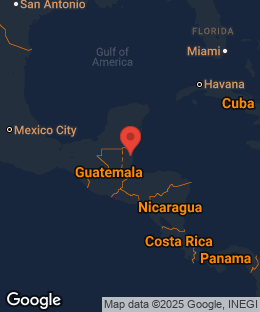 San Antonio
FLORIDA
Gulf of
America
Miami
Havana
Cuba
Mexico City
Guatemala
Nicaragua
Costa Rica
Panama
Google
Map data ©2025 Google, INEGI